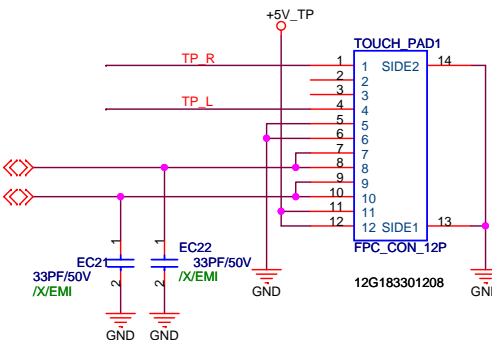 +5V_TP
TOUCH_PAD1
TP_R 1 1 SIDE2 14
2 2
3 3
TP_L 4 4
5 5
6 6
7 7
8 8
9 9
10 10
11 11
12 12 SIDE1 13
FPC_CON_12P
12G183301208
1 1
EC21 EC22
33PF/50V 33PF/50V
/X/EMI /X/EMI
2 2
GND GND
GND GND